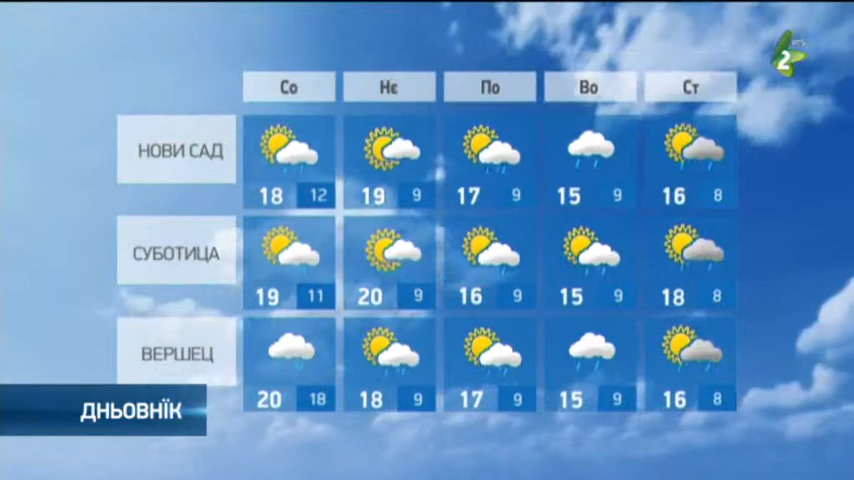 2
Со Нє По Во Ст
НОВИ САД
18 12 19 9 17 9 15 9 16 8
СУБОТИЦА
19 11 20 9 16 9 15 9 18 8
ВЕРШЕЦ
20 18 18 9 17 9 15 9 16 8
ДНЬОВНЇК